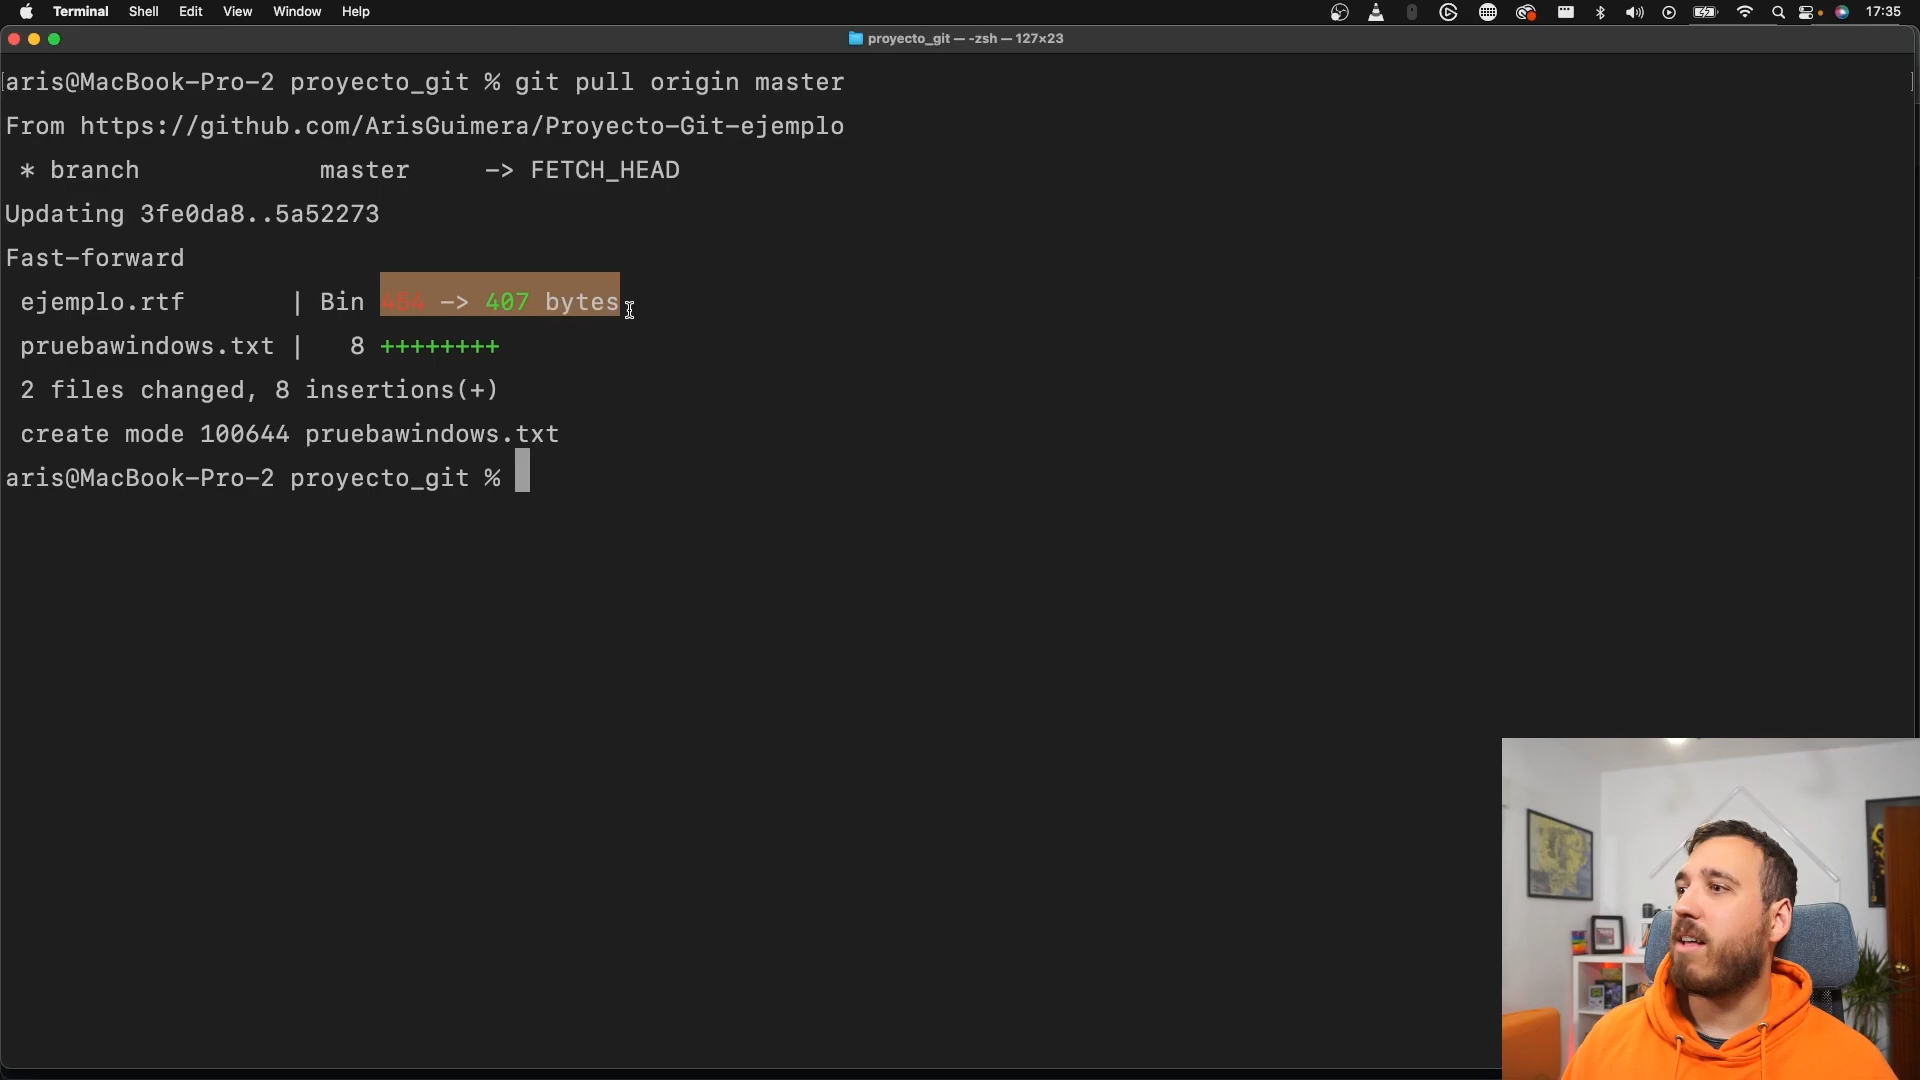 Terminal Shell Edit View Window Help 17:35
proyecto_git — -zsh — 127×23
aris@MacBook-Pro-2 proyecto_git % git pull origin master
From https://github.com/ArisGuimera/Proyecto-Git-ejemplo
* branch master -> FETCH_HEAD
Updating 3fe0da8..5a52273
Fast-forward
ejemplo.rtf | Bin 454 -> 407 bytes
pruebawindows.txt | 8 ++++++++
2 files changed, 8 insertions(+)
create mode 100644 pruebawindows.txt
aris@MacBook-Pro-2 proyecto_git %